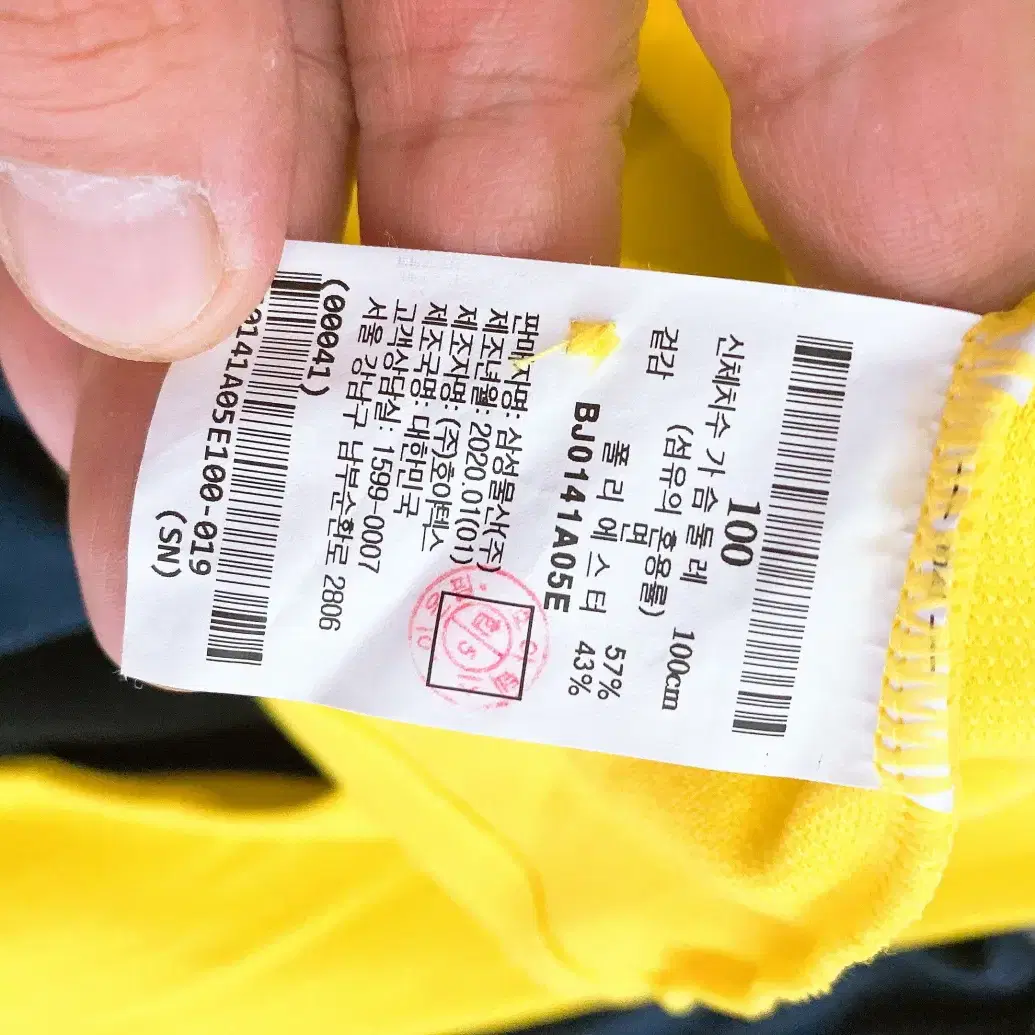 100
신체치수 가슴둘레 100cm
(섬유의 혼용률)
겉감 면 57%
폴리에스터 43%
BJ0141A05E
판매자명: 삼성물산(주)
제조년월: 2020.01(01)
제조자명: (주)호야텍스
제조국명: 대한민국
고객상담실: 1599-0007
서울 강남구 남부순환로 2806
(00041)
0141A05E100-019
(SN)